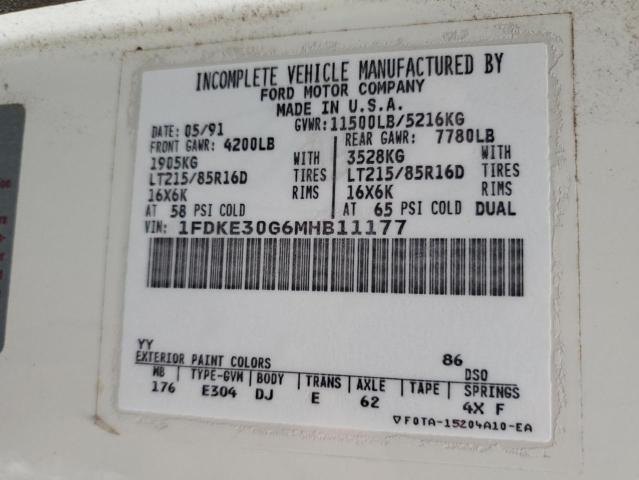 INCOMPLETE VEHICLE MANUFACTURED BY
FORD MOTOR COMPANY
MADE IN U.S.A.
DATE: 05/91 GVWR: 11500LB/5216KG
FRONT GAWR: 4200LB REAR GAWR: 7780LB
1905KG WITH 3528KG WITH
LT215/85R16D TIRES LT215/85R16D TIRES
16X6K RIMS 16X6K RIMS
AT 58 PSI COLD AT 65 PSI COLD DUAL
VIN: 1FDKE30G6MHB11177
YY 86
EXTERIOR PAINT COLORS DSO
WB TYPE-GVW BODY TRANS AXLE TAPE SPRINGS
176 E304 DJ E 62 4X F
▽F0TA-15204A10-EA